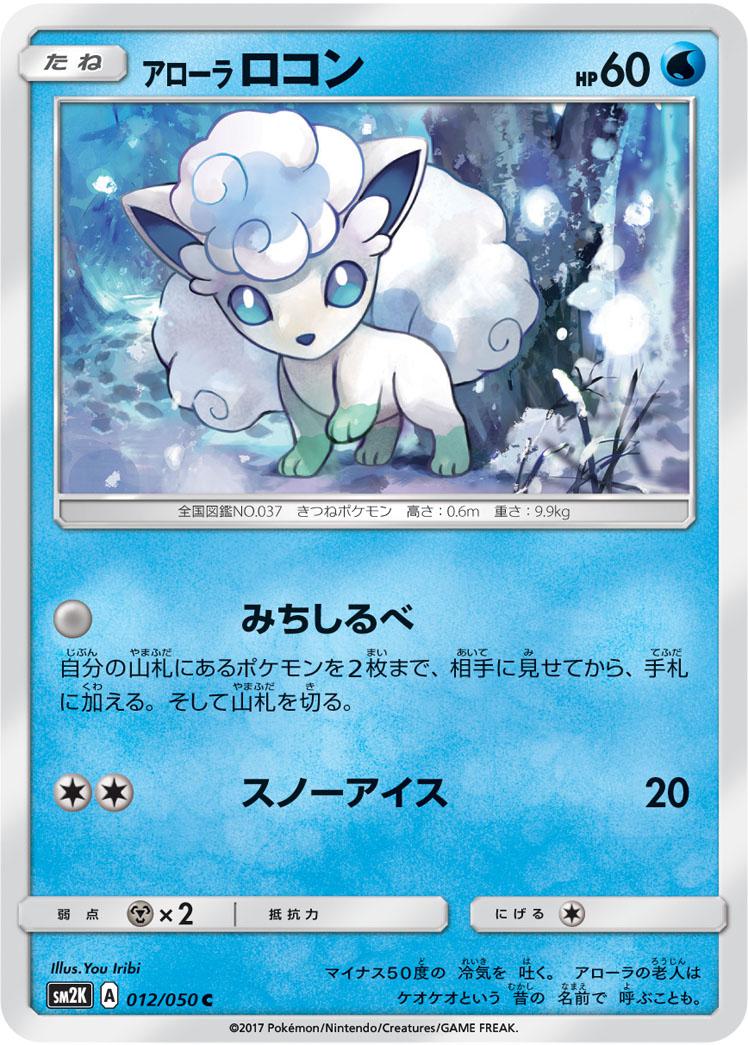 たね アローラ ロコン HP60
全国図鑑NO.037 きつねポケモン 高さ:0.6m 重さ:9.9kg
みちしるべ
自分の山札にあるポケモンを2枚まで、相手に見せてから、手札
に加える。そして山札を切る。
スノーアイス 20
弱点 ×2 抵抗力 にげる
Illus.You Iribi
マイナス50度の 冷気を 吐く。 アローラの老人は
SM2K A 012/050 C ケオケオという 昔の 名前で 呼ぶことも。
©2017 Pokémon/Nintendo/Creatures/GAME FREAK.